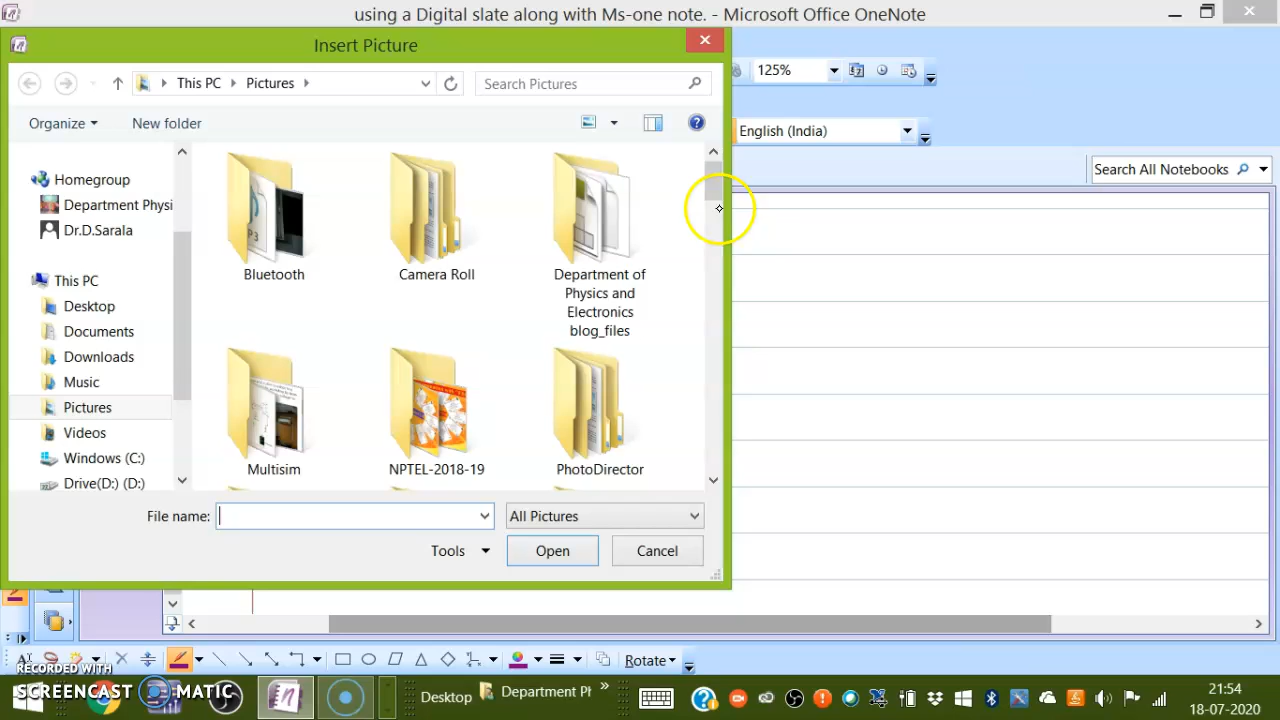 using a Digital slate along with Ms-one note. - Microsoft Office OneNote
Insert Picture
125%
This PC
Pictures
Search Pictures
Organize
New folder
English (India)
Search All Notebooks
Homegroup
Department Physi
Dr.D.Sarala
This PC
Desktop
Documents
Downloads
Music
Pictures
Videos
Windows (C:)
Drive(D:) (D:)
Bluetooth
Camera Roll
Department of
Physics and
Electronics
blog_files
Multisim
NPTEL-2018-19
PhotoDirector
File name:
All Pictures
Tools
Open
Cancel
Rotate
RECORDED WITH
SCREENCAST MATIC
Desktop
Department Ph
21:54
18-07-2020